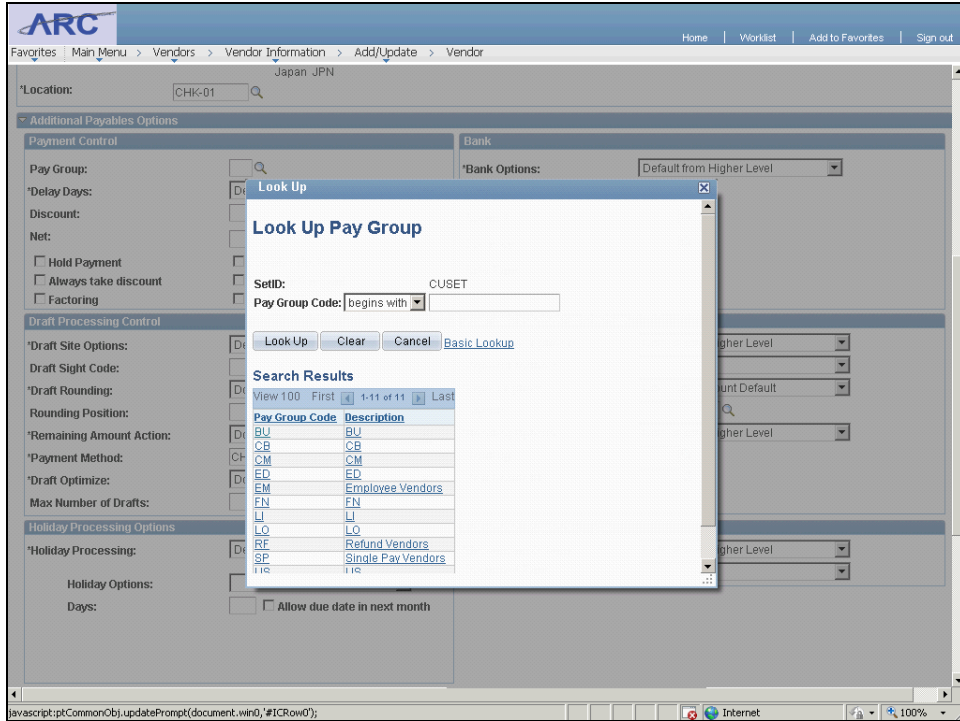 ARC
Home | Worklist | Add to Favorites | Sign out
Favorites Main Menu > Vendors > Vendor Information > Add/Update > Vendor
Japan JPN
*Location: CHK-01
Additional Payables Options
Payment Control Bank
Pay Group: *Bank Options: Default from Higher Level
*Delay Days:
Discount:
Net:
Hold Payment
Always take discount
Factoring
Look Up
Look Up Pay Group
SetID: CUSET
Pay Group Code: begins with
Look Up Clear Cancel Basic Lookup
Search Results
View 100 First 1-11 of 11 Last
Pay Group Code Description
BU BU
CB CB
CM CM
ED ED
EM Employee Vendors
FN FN
LI LI
LO LO
RF Refund Vendors
SP Single Pay Vendors
US US
Draft Processing Control
*Draft Site Options: gher Level
Draft Sight Code:
*Draft Rounding: unt Default
Rounding Position:
*Remaining Amount Action: gher Level
*Payment Method: CH
*Draft Optimize:
Max Number of Drafts:
Holiday Processing Options
*Holiday Processing: gher Level
Holiday Options:
Days: Allow due date in next month
javascript:ptCommonObj.updatePrompt(document.win0,'#ICRow0'); Internet 100%